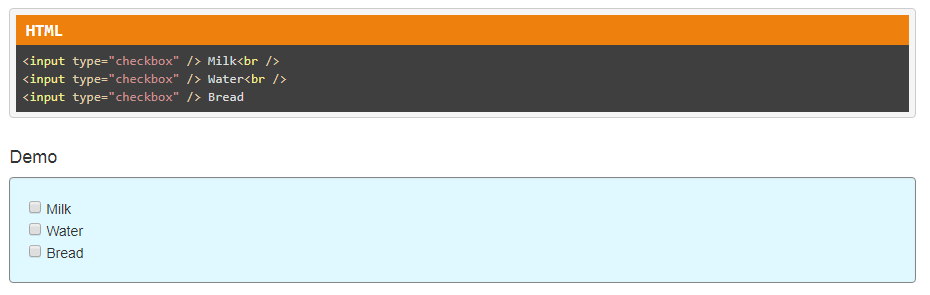 HTML
<input type="checkbox" /> Milk<br />
<input type="checkbox" /> Water<br />
<input type="checkbox" /> Bread
Demo
Milk
Water
Bread